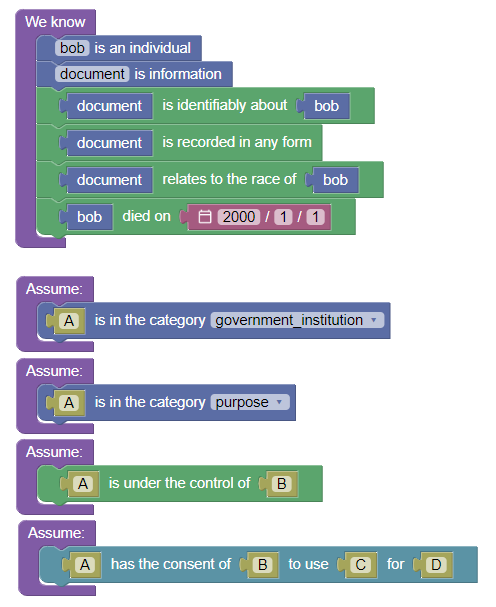 We know
bob is an individual
document is information
document is identifiably about bob
document is recorded in any form
document relates to the race of bob
bob died on 2000 / 1 / 1
Assume:
A is in the category government_institution
Assume:
A is in the category purpose
Assume:
A is under the control of B
Assume:
A has the consent of B to use C for D